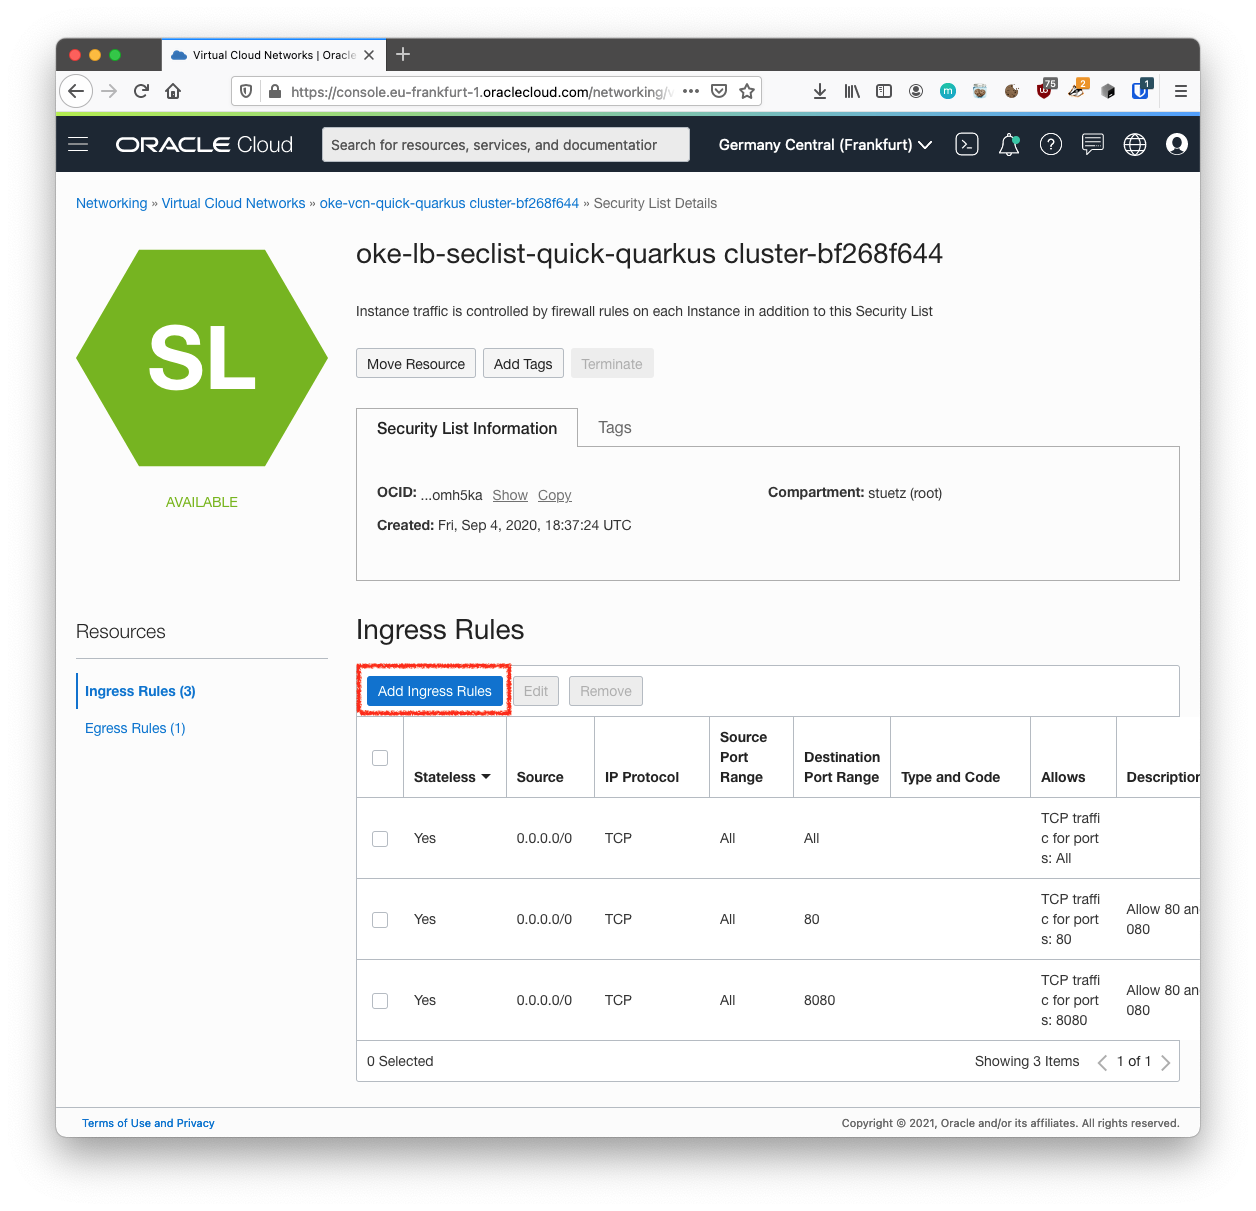 Virtual Cloud Networks | Oracle
https://console.eu-frankfurt-1.oraclecloud.com/networking/v
75
2
1
ORACLE Cloud
Search for resources, services, and documentatior
Germany Central (Frankfurt)
Networking » Virtual Cloud Networks » oke-vcn-quick-quarkus cluster-bf268f644 » Security List Details
oke-lb-seclist-quick-quarkus cluster-bf268f644
SL
AVAILABLE
Instance traffic is controlled by firewall rules on each Instance in addition to this Security List
Move Resource Add Tags Terminate
Security List Information Tags
OCID: ...omh5ka Show Copy
Compartment: stuetz (root)
Created: Fri, Sep 4, 2020, 18:37:24 UTC
Resources
Ingress Rules (3)
Egress Rules (1)
Ingress Rules
Add Ingress Rules Edit Remove
Stateless
Source
IP Protocol
Source
Port
Range
Destination
Port Range
Type and Code
Allows
Description
Yes 0.0.0.0/0 TCP All All
TCP traffi
c for port
s: All
Yes 0.0.0.0/0 TCP All 80
TCP traffi
c for port
s: 80
Allow 80 an
080
Yes 0.0.0.0/0 TCP All 8080
TCP traffi
c for port
s: 8080
Allow 80 an
080
0 Selected
Showing 3 Items
1 of 1
Terms of Use and Privacy
Copyright © 2021, Oracle and/or its affiliates. All rights reserved.